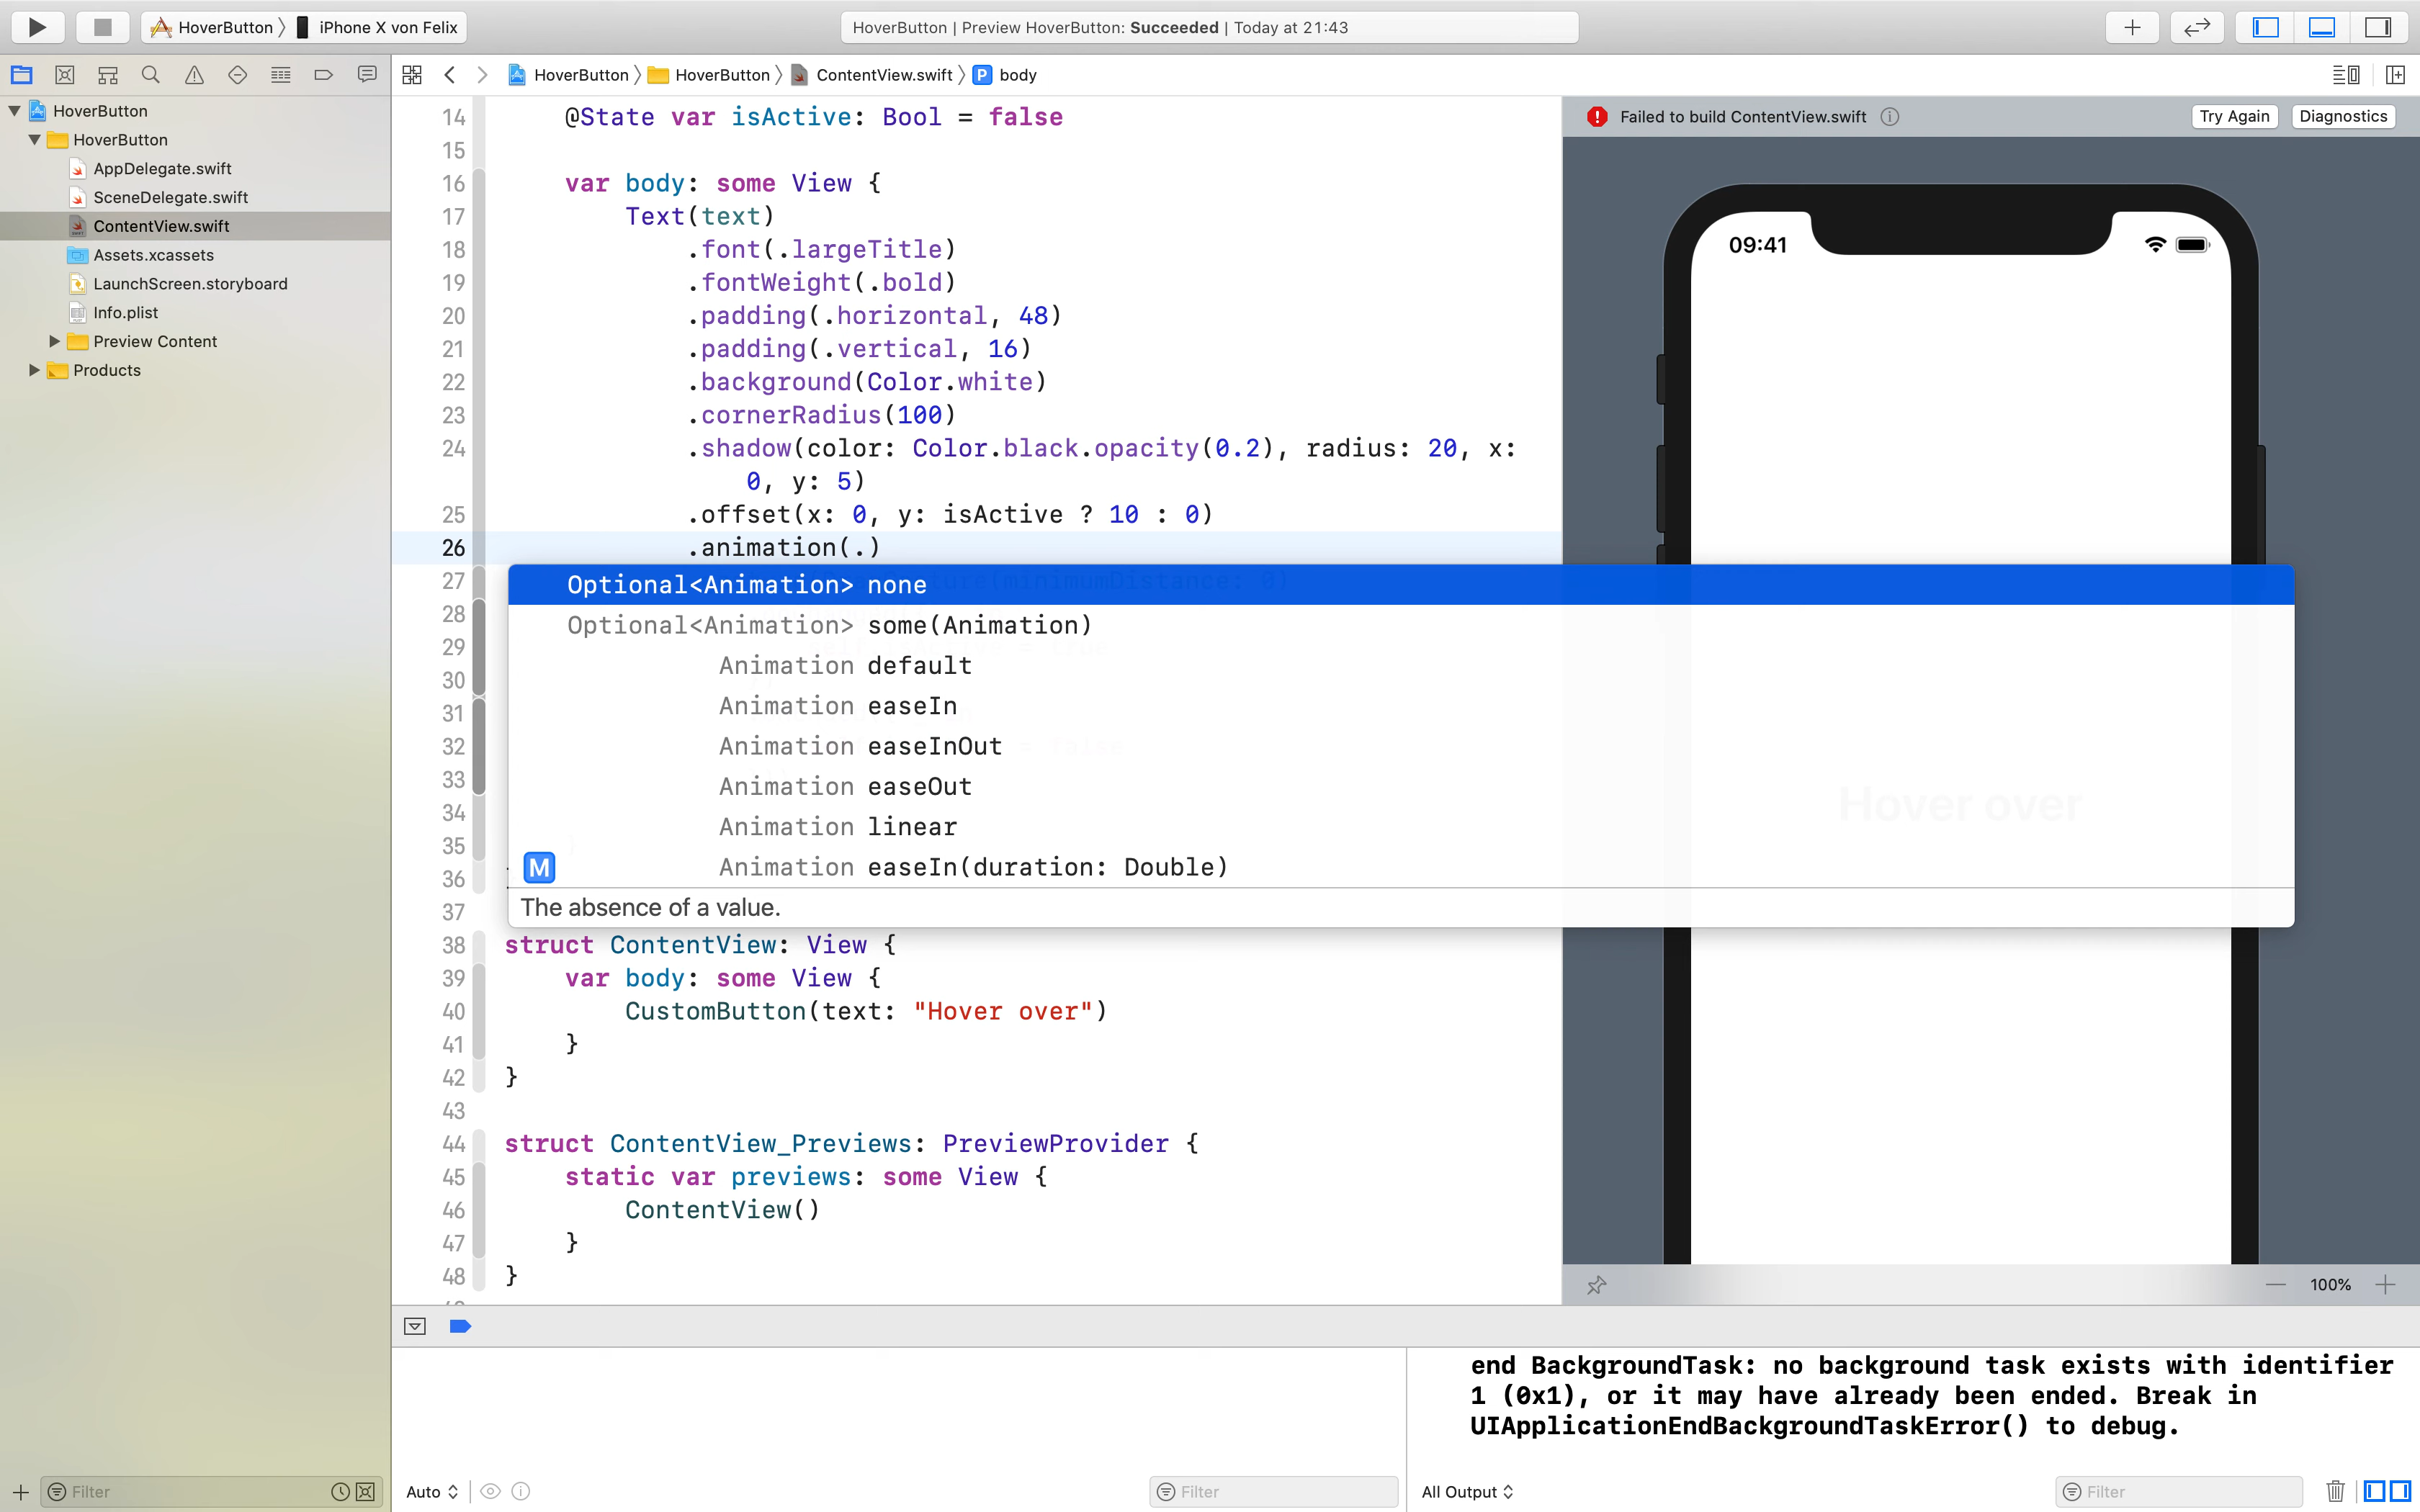 HoverButton 〉 iPhone X von Felix
HoverButton | Preview HoverButton: Succeeded | Today at 21:43
HoverButton 〉 HoverButton 〉 ContentView.swift 〉 P body
HoverButton
HoverButton
AppDelegate.swift
SceneDelegate.swift
ContentView.swift
Assets.xcassets
LaunchScreen.storyboard
Info.plist
Preview Content
Products
Filter
14 @State var isActive: Bool = false
15
16 var body: some View {
17 Text(text)
18 .font(.largeTitle)
19 .fontWeight(.bold)
20 .padding(.horizontal, 48)
21 .padding(.vertical, 16)
22 .background(Color.white)
23 .cornerRadius(100)
24 .shadow(color: Color.black.opacity(0.2), radius: 20, x:
0, y: 5)
25 .offset(x: 0, y: isActive ? 10 : 0)
26 .animation(.)
27
28
29
30
31
32
33
34
35
36
37
Optional<Animation> none
Optional<Animation> some(Animation)
Animation default
Animation easeIn
Animation easeInOut
Animation easeOut
Animation linear
M Animation easeIn(duration: Double)
The absence of a value.
38 struct ContentView: View {
39 var body: some View {
40 CustomButton(text: "Hover over")
41 }
42 }
43
44 struct ContentView_Previews: PreviewProvider {
45 static var previews: some View {
46 ContentView()
47 }
48 }
Failed to build ContentView.swift
Try Again
Diagnostics
09:41
Hover over
100%
end BackgroundTask: no background task exists with identifier
1 (0x1), or it may have already been ended. Break in
UIApplicationEndBackgroundTaskError() to debug.
Auto
Filter
All Output
Filter